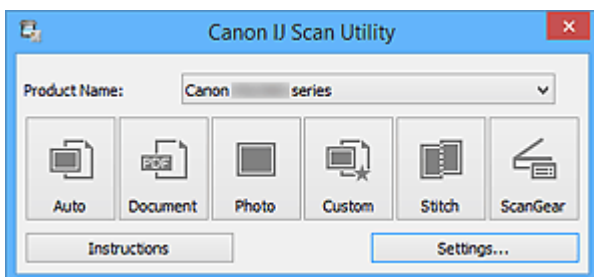 Canon IJ Scan Utility
Product Name: Canon series
PDF
Auto Document Photo Custom Stitch ScanGear
Instructions Settings...